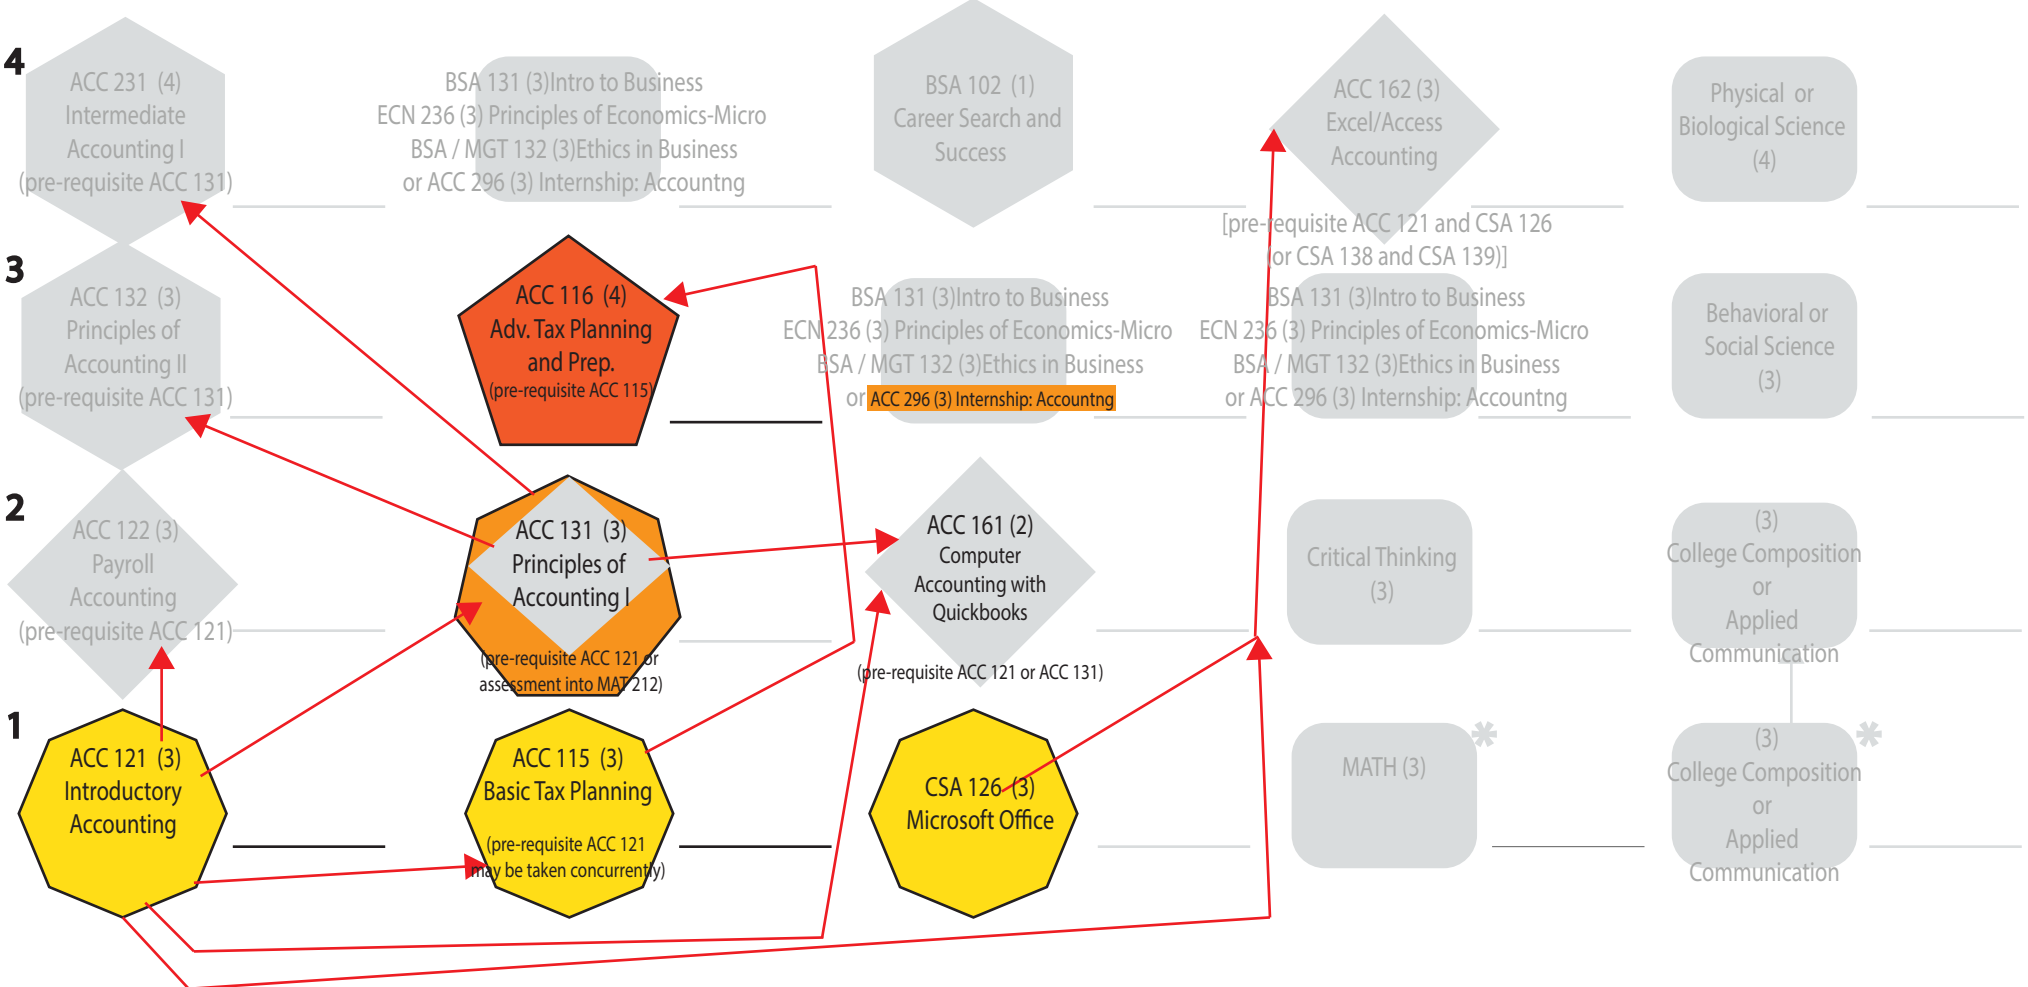 4
ACC 231 (4)
Intermediate
Accounting I
(pre-requisite ACC 131)
BSA 131 (3)Intro to Business
ECN 236 (3) Principles of Economics-Micro
BSA / MGT 132 (3)Ethics in Business
or ACC 296 (3) Internship: Accountng
BSA 102 (1)
Career Search and
Success
ACC 162 (3)
Excel/Access
Accounting
[pre-requisite ACC 121 and CSA 126
(or CSA 138 and CSA 139)]
Physical or
Biological Science
(4)
3
ACC 132 (3)
Principles of
Accounting II
(pre-requisite ACC 131)
ACC 116 (4)
Adv. Tax Planning
and Prep.
(pre-requisite ACC 115)
BSA 131 (3)Intro to Business
ECN 236 (3) Principles of Economics-Micro
BSA / MGT 132 (3)Ethics in Business
or ACC 296 (3) Internship: Accountng
BSA 131 (3)Intro to Business
ECN 236 (3) Principles of Economics-Micro
BSA / MGT 132 (3)Ethics in Business
or ACC 296 (3) Internship: Accountng
Behavioral or
Social Science
(3)
2
ACC 122 (3)
Payroll
Accounting
(pre-requisite ACC 121)
ACC 131 (3)
Principles of
Accounting I
(pre-requisite ACC 121 or
assessment into MAT 212)
ACC 161 (2)
Computer
Accounting with
Quickbooks
(pre-requisite ACC 121 or ACC 131)
Critical Thinking
(3)
(3)
College Composition
or
Applied
Communication
1
ACC 121 (3)
Introductory
Accounting
ACC 115 (3)
Basic Tax Planning
(pre-requisite ACC 121
may be taken concurrently)
CSA 126 (3)
Microsoft Office
MATH (3)
*
(3)
College Composition
or
Applied
Communication
*